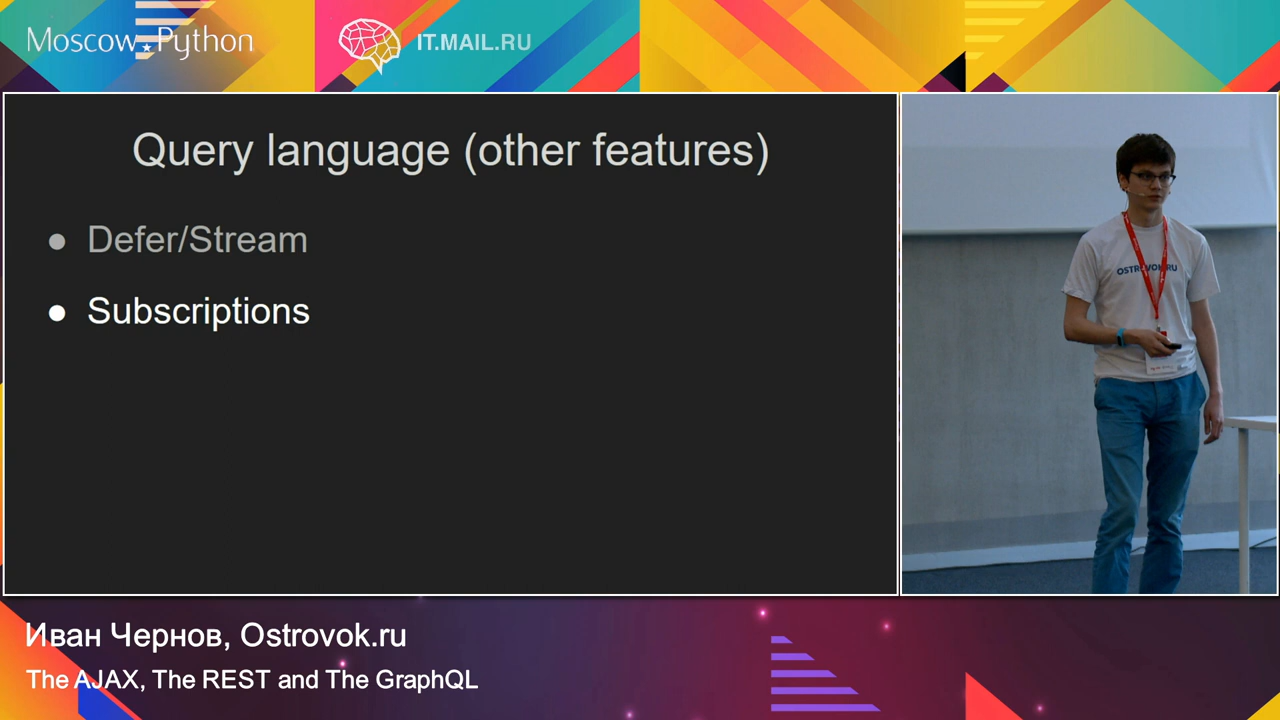 Moscow Python
IT.MAIL.RU
Query language (other features)
● Defer/Stream
● Subscriptions
OSTROVOK.RU
Иван Чернов, Ostrovok.ru
The AJAX, The REST and The GraphQL